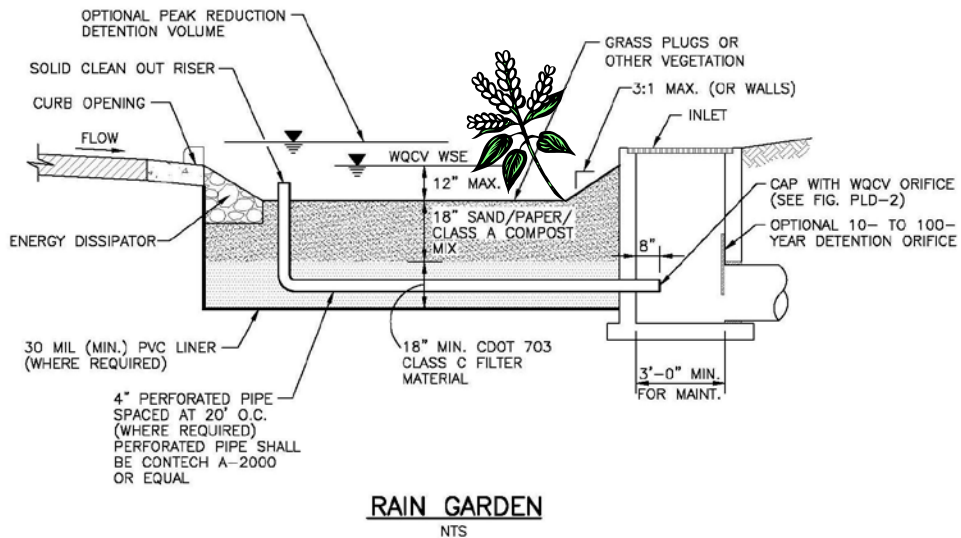 OPTIONAL PEAK REDUCTION
DETENTION VOLUME
SOLID CLEAN OUT RISER
CURB OPENING
FLOW
GRASS PLUGS OR
OTHER VEGETATION
3:1 MAX. (OR WALLS)
INLET
WQCV WSE
12" MAX.
18" SAND/PAPER/
CLASS A COMPOST
MIX
8"
CAP WITH WQCV ORIFICE
(SEE FIG. PLD-2)
OPTIONAL 10- TO 100-
YEAR DETENTION ORIFICE
ENERGY DISSIPATOR
30 MIL (MIN.) PVC LINER
(WHERE REQUIRED)
18" MIN. CDOT 703
CLASS C FILTER
MATERIAL
3'-0" MIN.
FOR MAINT.
4" PERFORATED PIPE
SPACED AT 20' O.C.
(WHERE REQUIRED)
PERFORATED PIPE SHALL
BE CONTECH A-2000
OR EQUAL
RAIN GARDEN
NTS